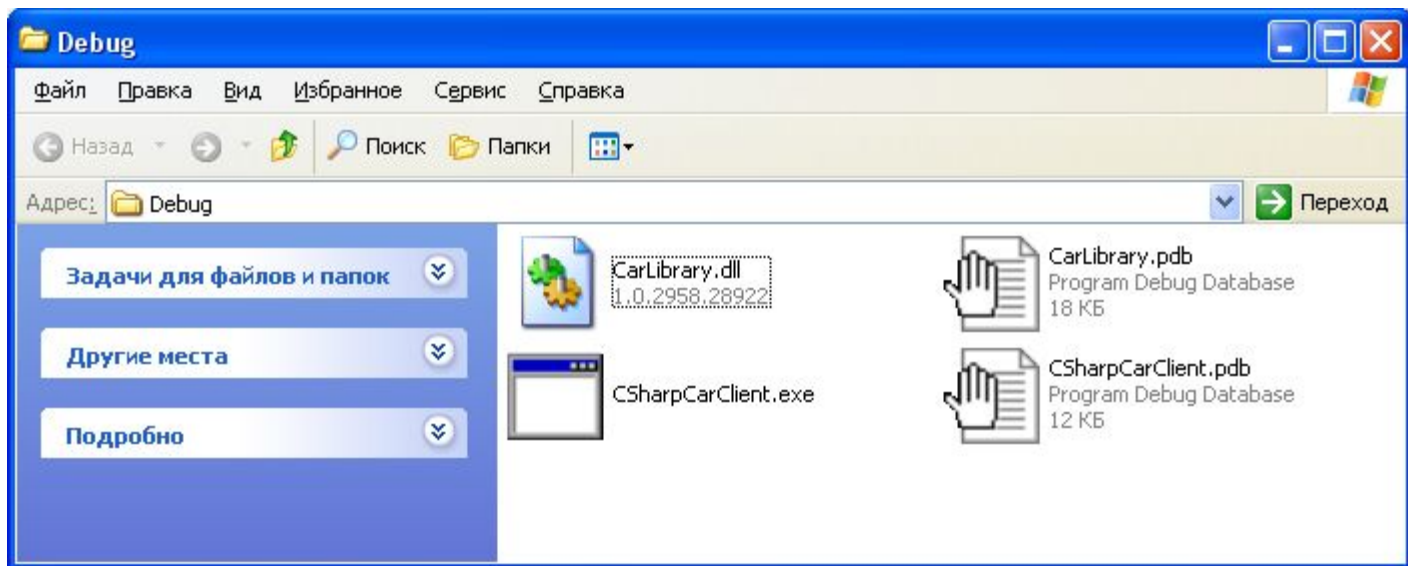 Debug
Файл Правка Вид Избранное Сервис Справка
Назад Поиск Папки
Адрес: Debug Переход
Задачи для файлов и папок
Другие места
Подробно
CarLibrary.dll
1.0.2958.28922
CarLibrary.pdb
Program Debug Database
18 КБ
CSharpCarClient.exe
CSharpCarClient.pdb
Program Debug Database
12 КБ